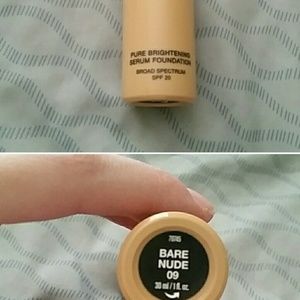 PURE BRIGHTENING
SERUM FOUNDATION
BROAD SPECTRUM
SPF 20
BARE
NUDE
09
30 ml / 1 fl. oz.